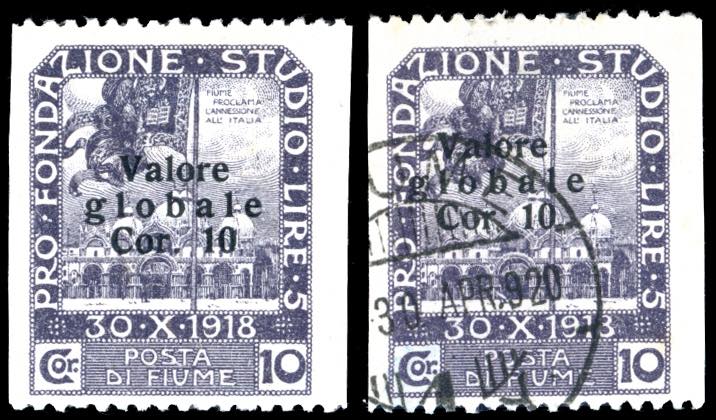 PRO · FONDAZIONE · STUDIO · LIRE · 5
FIUME
PROCLAMA
L'ANNESSIONE
ALL' ITALIA
Valore
globale
Cor. 10
30 · X · 1918
Cor. POSTA DI FIUME 10
PRO · FONDAZIONE · STUDIO · LIRE · 5
FIUME
PROCLAMA
L'ANNESSIONE
ALL' ITALIA
Valore
globale
Cor. 10
30 APR. 920
30 · X · 1918
Cor. POSTA DI FIUME 10